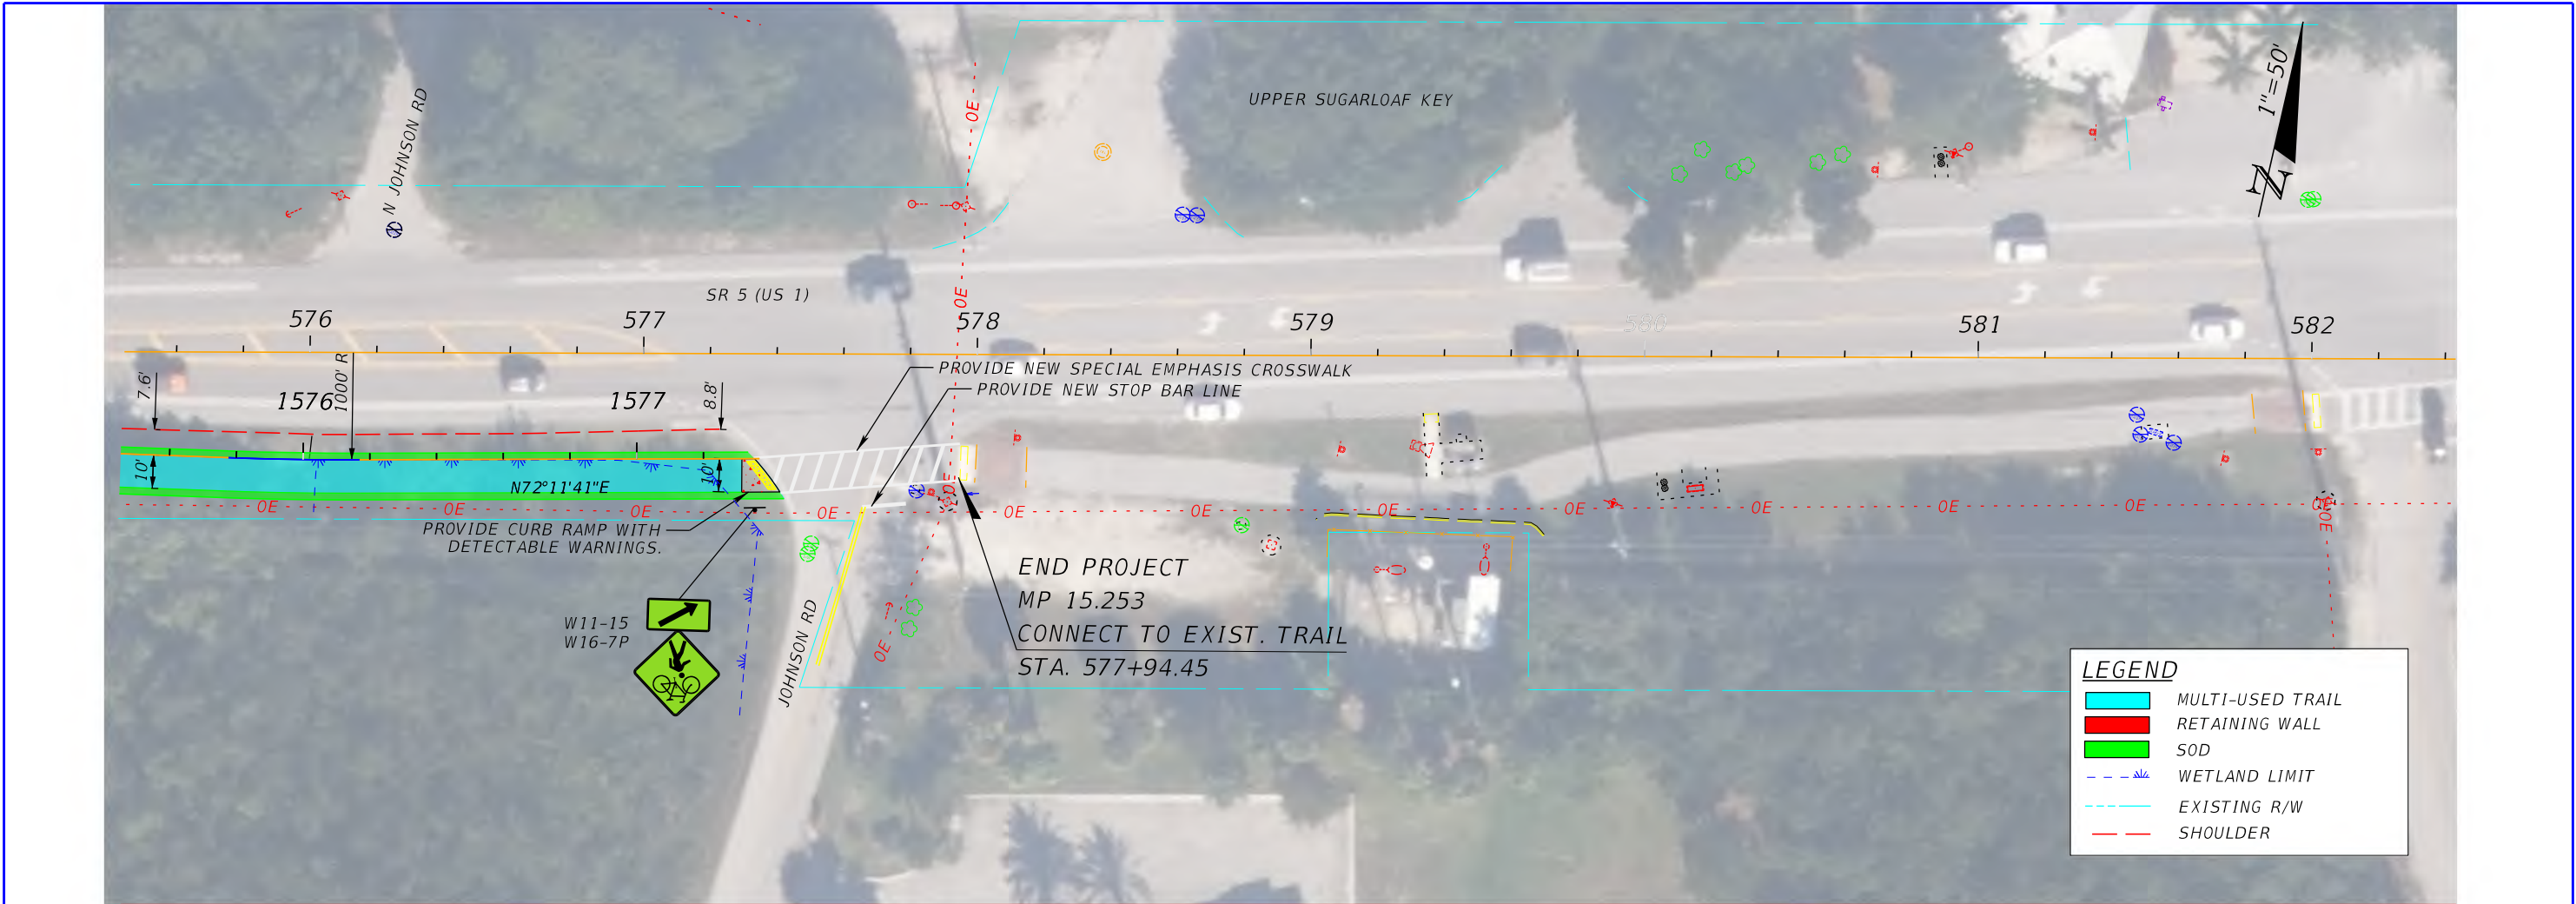 N JOHNSON RD
OE
UPPER SUGARLOAF KEY
1"=50'
N
SR 5 (US 1)
OE
576
577
578
579
580
581
582
7.6'
1576
1000' R
1577
8.8'
PROVIDE NEW SPECIAL EMPHASIS CROSSWALK
PROVIDE NEW STOP BAR LINE
10'
N72°11'41"E
10'
OE
OE
OE
OE
OE
OE
OE
OE
OE
OE
OE
OE
OE
PROVIDE CURB RAMP WITH
DETECTABLE WARNINGS.
W11-15
W16-7P
JOHNSON RD
OE
END PROJECT
MP 15.253
CONNECT TO EXIST. TRAIL
STA. 577+94.45
LEGEND
MULTI-USED TRAIL
RETAINING WALL
SOD
WETLAND LIMIT
EXISTING R/W
SHOULDER